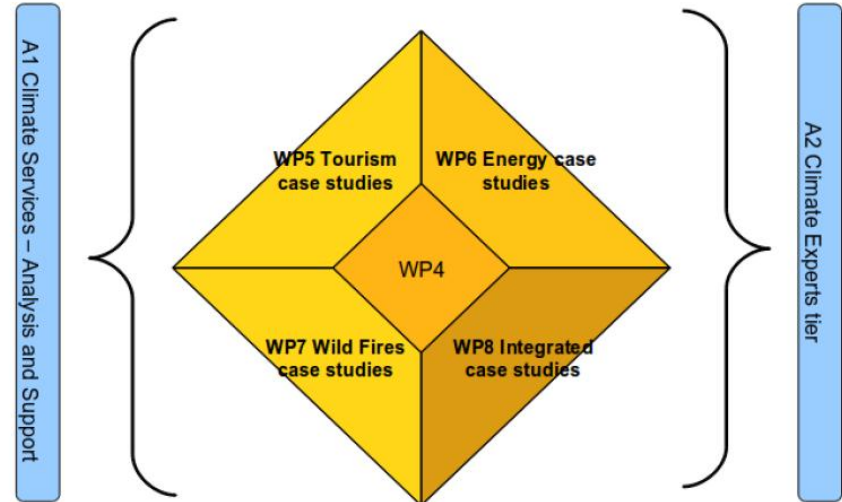 A1 Climate Services – Analysis and Support
WP5 Tourism
case studies
WP6 Energy case
studies
WP4
WP7 Wild Fires
case studies
WP8 Integrated
case studies
A2 Climate Experts tier